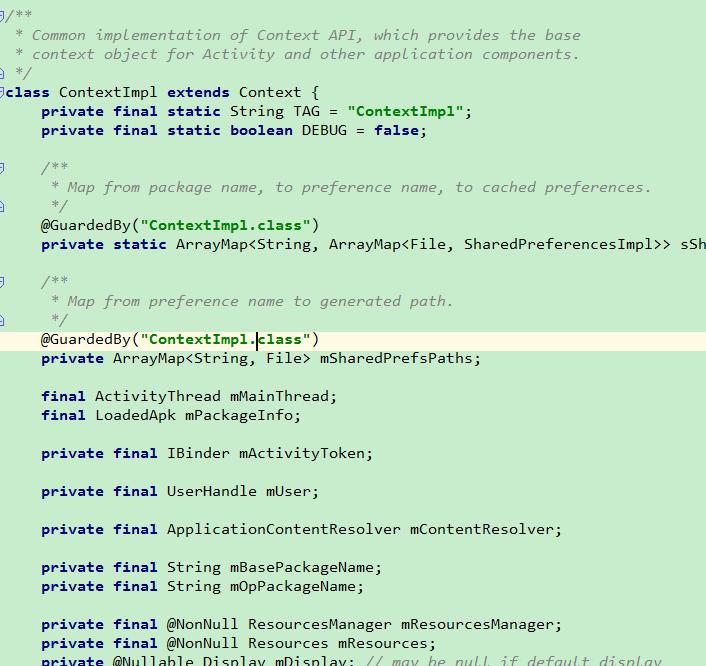 /**
 * Common implementation of Context API, which provides the base
 * context object for Activity and other application components.
 */
class ContextImpl extends Context {
    private final static String TAG = "ContextImpl";
    private final static boolean DEBUG = false;
    /**
     * Map from package name, to preference name, to cached preferences.
     */
    @GuardedBy("ContextImpl.class")
    private static ArrayMap<String, ArrayMap<File, SharedPreferencesImpl>> sSh
    /**
     * Map from preference name to generated path.
     */
    @GuardedBy("ContextImpl.class")
    private ArrayMap<String, File> mSharedPrefsPaths;
    final ActivityThread mMainThread;
    final LoadedApk mPackageInfo;
    private final IBinder mActivityToken;
    private final UserHandle mUser;
    private final ApplicationContentResolver mContentResolver;
    private final String mBasePackageName;
    private final String mOpPackageName;
    private final @NonNull ResourcesManager mResourcesManager;
    private final @NonNull Resources mResources;
    private @Nullable Display mDisplay; // may be null if default display